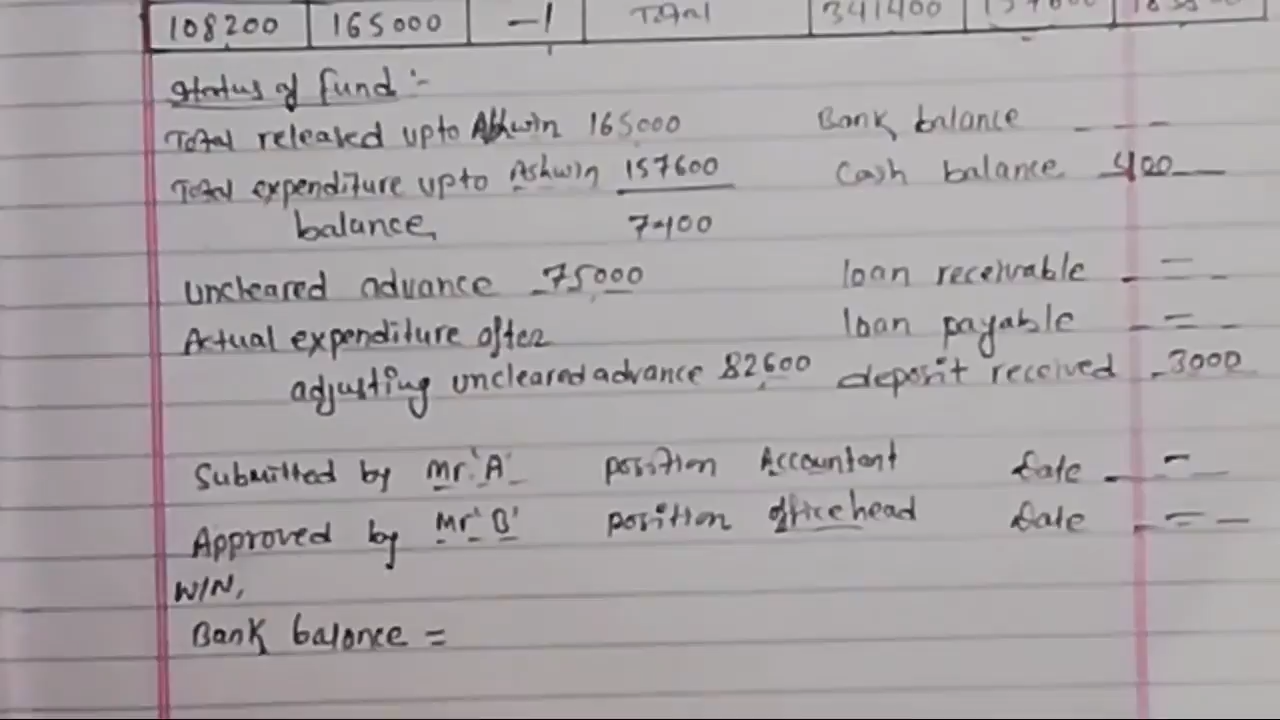 108200 165000 -1 Total 341400
Status of fund :-
Total released upto Ashwin 165000 Bank balance - - -
Total expenditure upto Ashwin 157600 Cash balance 400
balance 7400
Uncleared advance 75000 loan receivable - = -
Actual expenditure after loan payable - = -
adjusting uncleared advance 82600 deposit received 3000
Submitted by Mr. 'A' position Accountant Date - - -
Approved by Mr 'B' position office head Date - = -
W/N,
Bank balance =